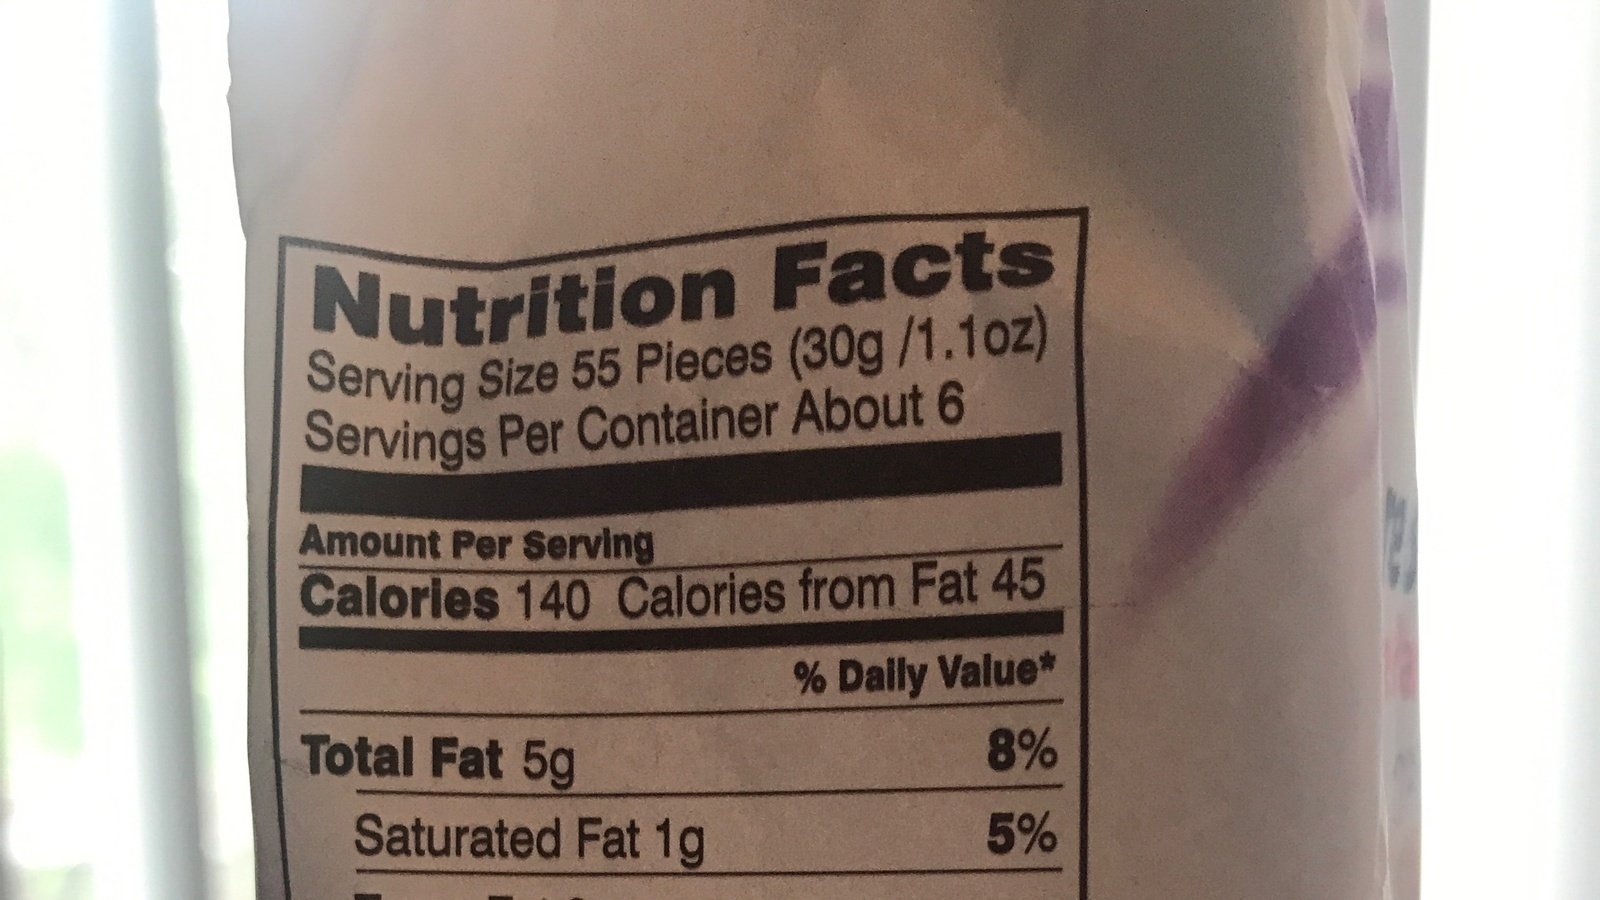 Nutrition Facts
Serving Size 55 Pieces (30g /1.1oz)
Servings Per Container About 6
Amount Per Serving
Calories 140 Calories from Fat 45
% Daily Value*
Total Fat 5g 8%
Saturated Fat 1g 5%